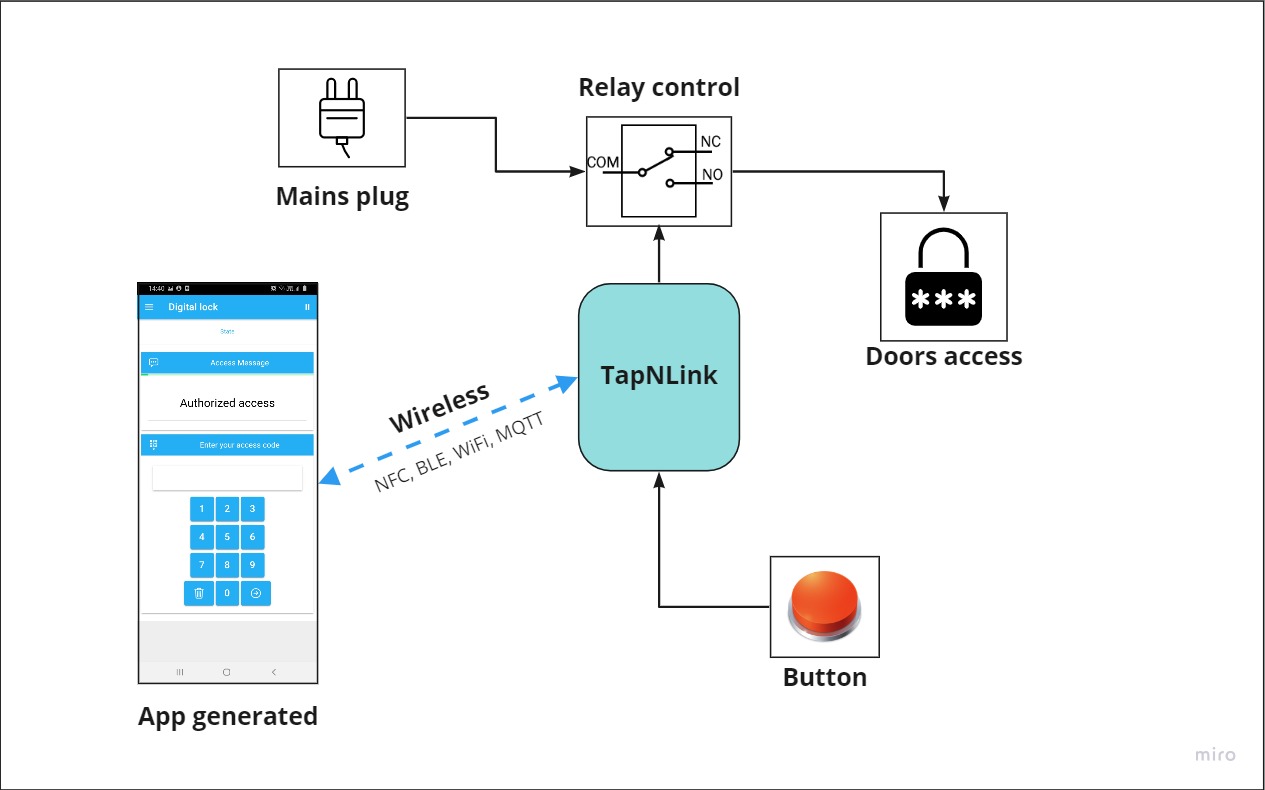 Relay control
COM
NC
NO
Mains plug
Doors access
***
14:40
Digital lock
State
Access Message
Authorized access
Enter your access code
1 2 3
4 5 6
7 8 9
0
App generated
Wireless
NFC, BLE, WiFi, MQTT
TapNLink
Button
miro